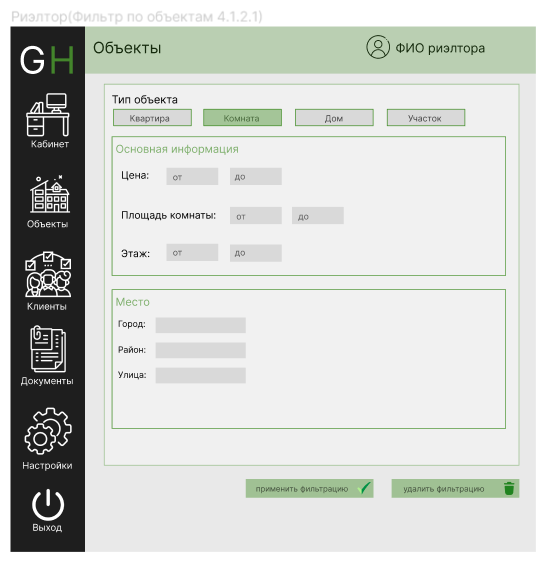 Риэлтор(Фильтр по объектам 4.1.2.1)
GH
Объекты
ФИО риэлтора
Кабинет
Объекты
Клиенты
Документы
Настройки
Выход
Тип объекта
Квартира Комната Дом Участок
Основная информация
Цена: от до
Площадь комнаты: от до
Этаж: от до
Место
Город:
Район:
Улица:
применить фильтрацию удалить фильтрацию